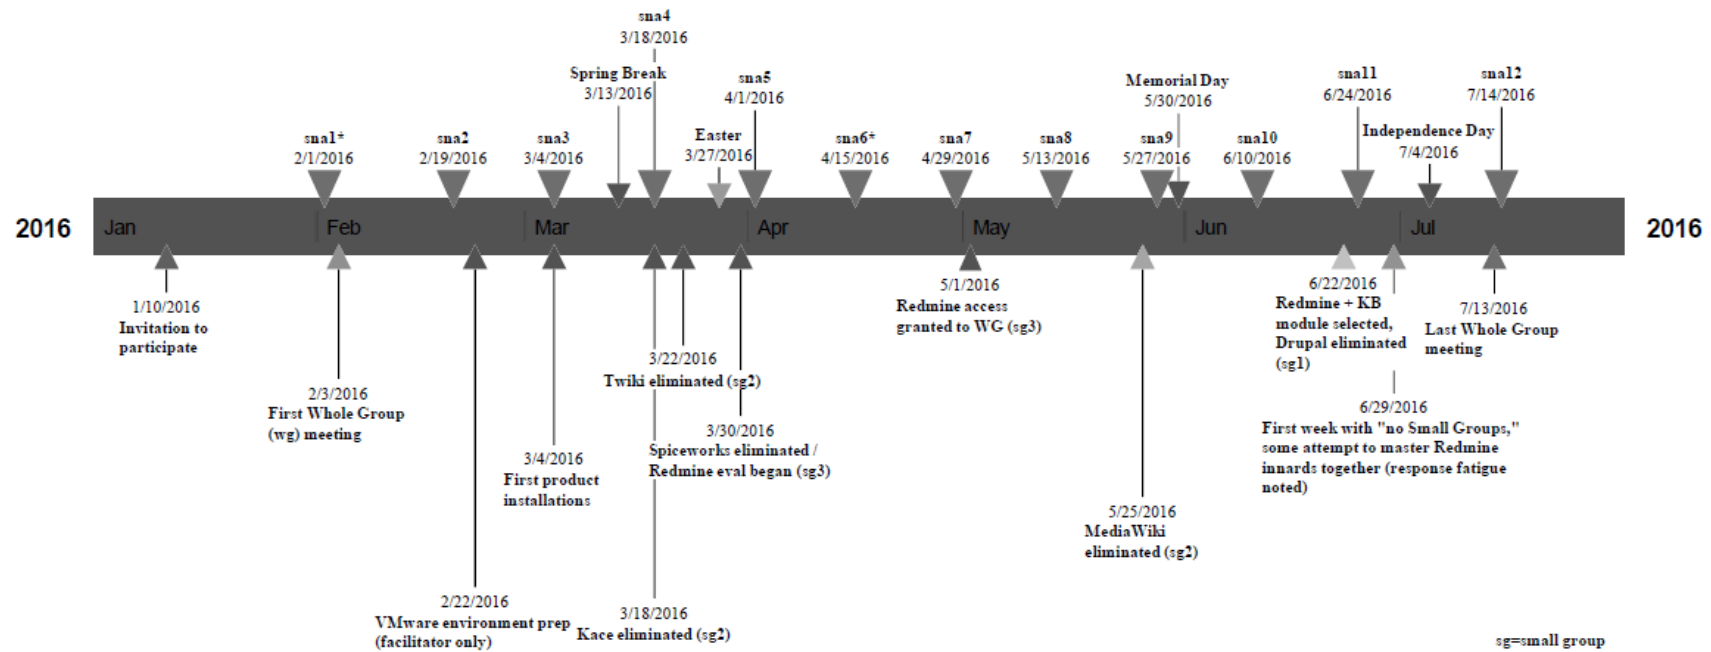 sna4
3/18/2016
Spring Break
3/13/2016
sna5
4/1/2016
Memorial Day
5/30/2016
sna11
6/24/2016
sna12
7/14/2016
sna1*
2/1/2016
sna2
2/19/2016
sna3
3/4/2016
Easter
3/27/2016
sna6*
4/15/2016
sna7
4/29/2016
sna8
5/13/2016
sna9
5/27/2016
sna10
6/10/2016
Independence Day
7/4/2016
2016
Jan
Feb
Mar
Apr
May
Jun
Jul
2016
1/10/2016
Invitation to
participate
2/3/2016
First Whole Group
(wg) meeting
2/22/2016
VMware environment prep
(facilitator only)
3/4/2016
First product
installations
3/18/2016
Kace eliminated (sg2)
3/22/2016
Twiki eliminated (sg2)
3/30/2016
Spiceworks eliminated /
Redmine eval began (sg3)
5/1/2016
Redmine access
granted to WG (sg3)
5/25/2016
MediaWiki
eliminated (sg2)
6/22/2016
Redmine + KB
module selected,
Drupal eliminated
(sg1)
6/29/2016
First week with "no Small Groups,"
some attempt to master Redmine
innards together (response fatigue
noted)
7/13/2016
Last Whole Group
meeting
sg=small group